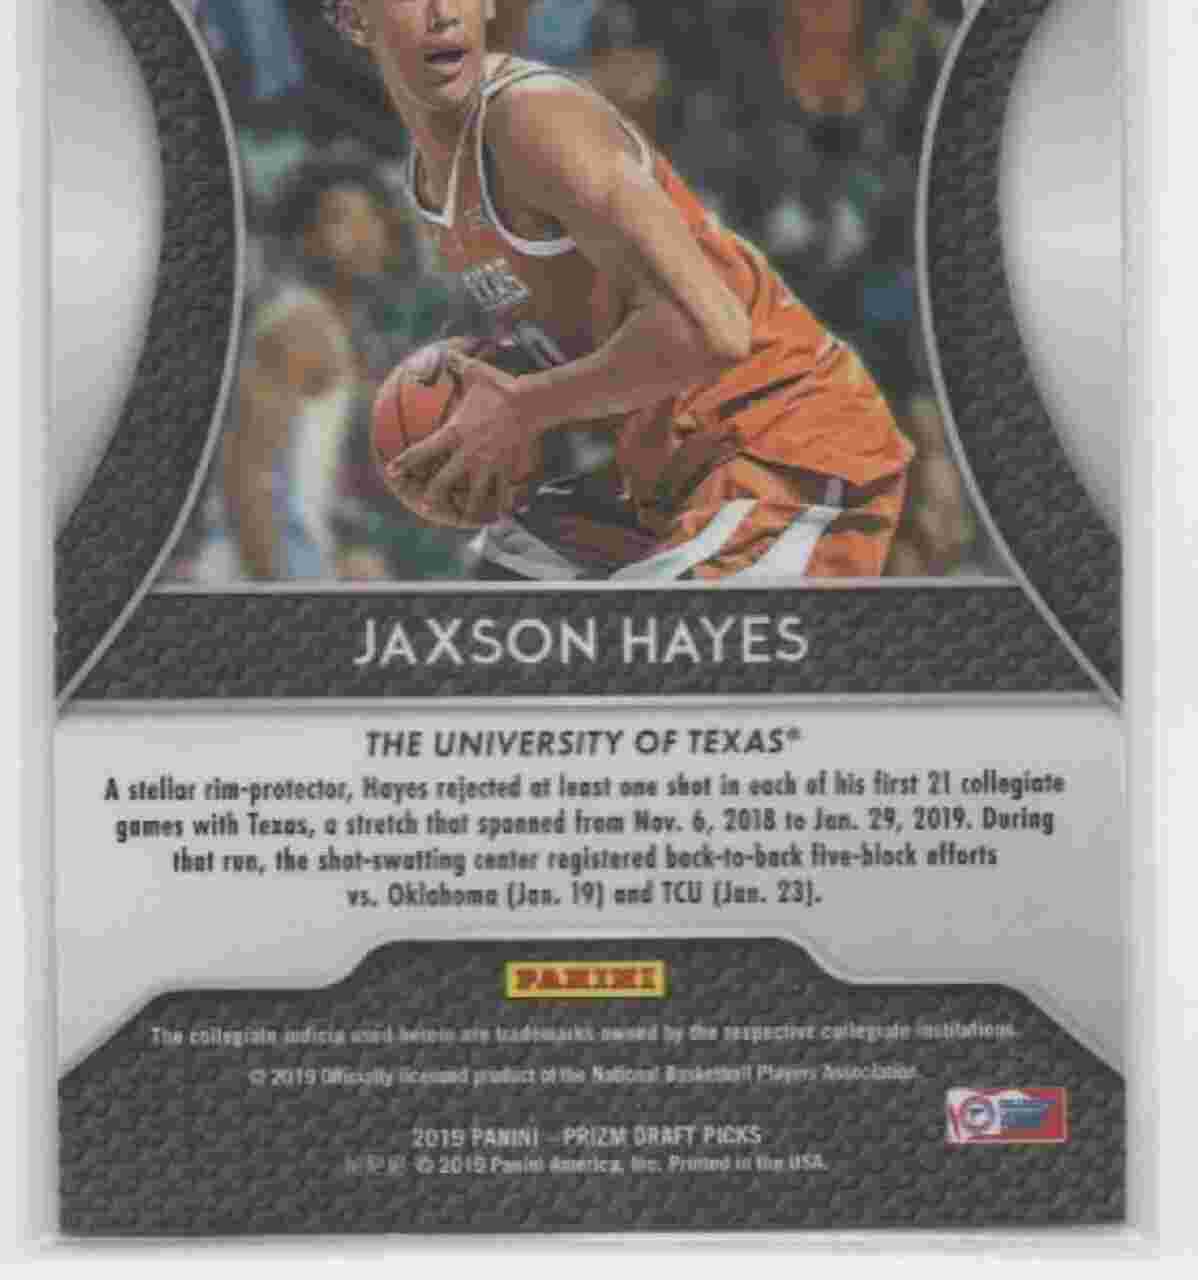 JAXSON HAYES
THE UNIVERSITY OF TEXAS®
A stellar rim-protector, Hayes rejected at least one shot in each of his first 21 collegiate
games with Texas, a stretch that spanned from Nov. 6, 2018 to Jan. 29, 2019. During
that run, the shot-swatting center registered back-to-back five-block efforts
vs. Oklahoma (Jan. 19) and TCU (Jan. 23).
PANINI
The collegiate indicia used herein are trademarks owned by the respective collegiate institutions.
© 2019 Officially licensed product of the National Basketball Players Association.
2019 PANINI - PRIZM DRAFT PICKS
© 2019 Panini America, Inc. Printed in the USA.